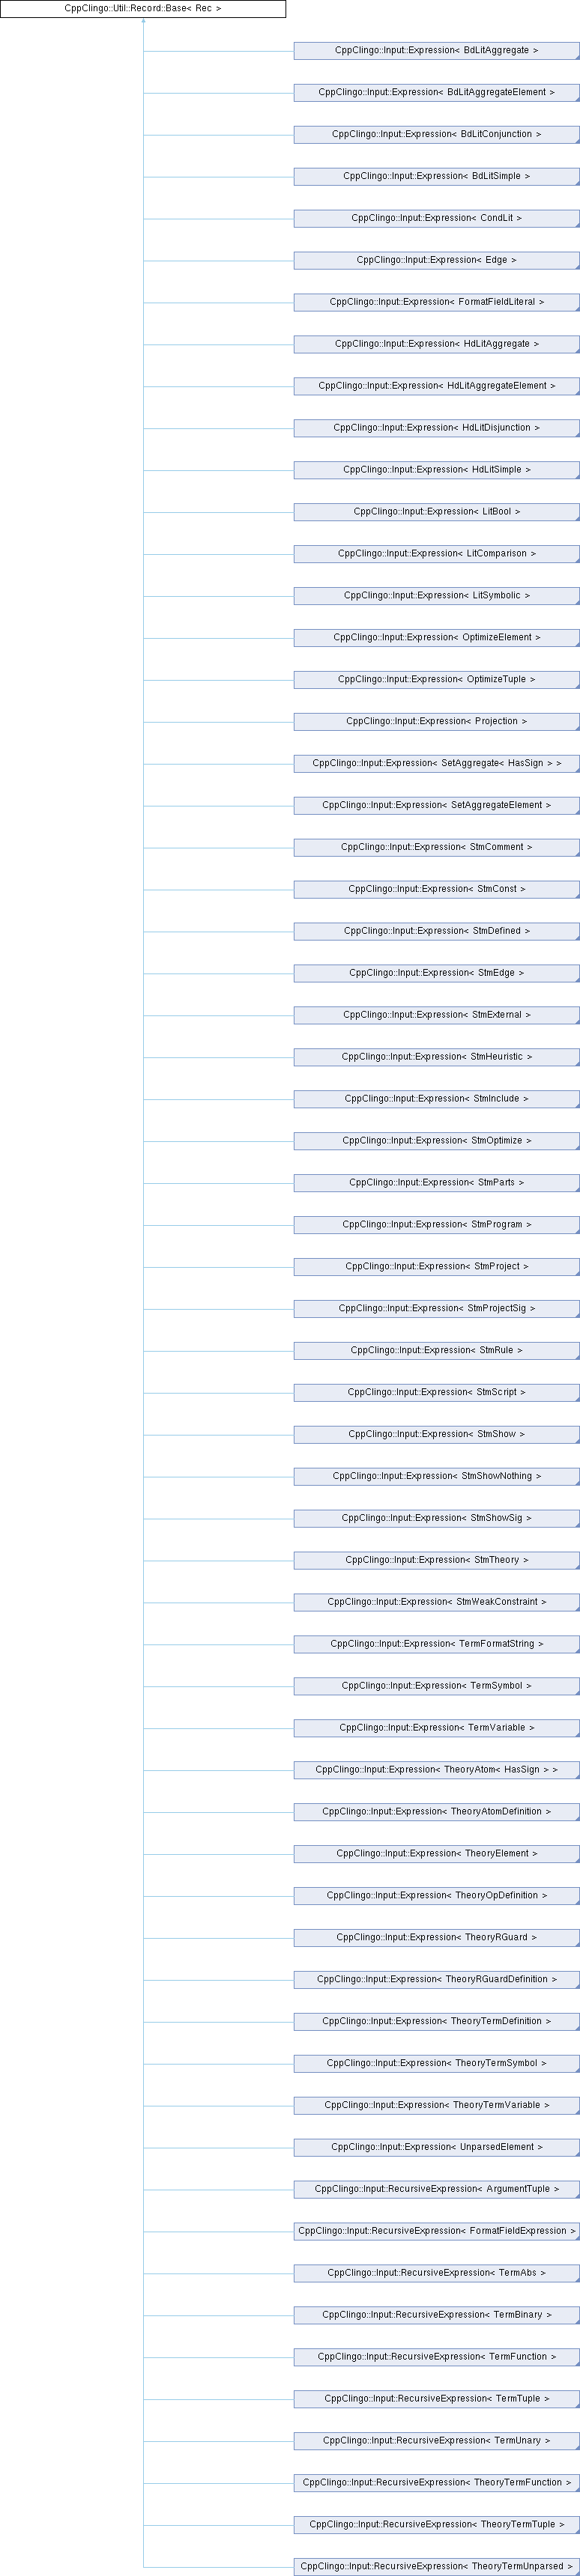 CppClingo::Util::Record::Base< Rec >
CppClingo::Input::Expression< BdLitAggregate >
CppClingo::Input::Expression< BdLitAggregateElement >
CppClingo::Input::Expression< BdLitConjunction >
CppClingo::Input::Expression< BdLitSimple >
CppClingo::Input::Expression< CondLit >
CppClingo::Input::Expression< Edge >
CppClingo::Input::Expression< FormatFieldLiteral >
CppClingo::Input::Expression< HdLitAggregate >
CppClingo::Input::Expression< HdLitAggregateElement >
CppClingo::Input::Expression< HdLitDisjunction >
CppClingo::Input::Expression< HdLitSimple >
CppClingo::Input::Expression< LitBool >
CppClingo::Input::Expression< LitComparison >
CppClingo::Input::Expression< LitSymbolic >
CppClingo::Input::Expression< OptimizeElement >
CppClingo::Input::Expression< OptimizeTuple >
CppClingo::Input::Expression< Projection >
CppClingo::Input::Expression< SetAggregate< HasSign > >
CppClingo::Input::Expression< SetAggregateElement >
CppClingo::Input::Expression< StmComment >
CppClingo::Input::Expression< StmConst >
CppClingo::Input::Expression< StmDefined >
CppClingo::Input::Expression< StmEdge >
CppClingo::Input::Expression< StmExternal >
CppClingo::Input::Expression< StmHeuristic >
CppClingo::Input::Expression< StmInclude >
CppClingo::Input::Expression< StmOptimize >
CppClingo::Input::Expression< StmParts >
CppClingo::Input::Expression< StmProgram >
CppClingo::Input::Expression< StmProject >
CppClingo::Input::Expression< StmProjectSig >
CppClingo::Input::Expression< StmRule >
CppClingo::Input::Expression< StmScript >
CppClingo::Input::Expression< StmShow >
CppClingo::Input::Expression< StmShowNothing >
CppClingo::Input::Expression< StmShowSig >
CppClingo::Input::Expression< StmTheory >
CppClingo::Input::Expression< StmWeakConstraint >
CppClingo::Input::Expression< TermFormatString >
CppClingo::Input::Expression< TermSymbol >
CppClingo::Input::Expression< TermVariable >
CppClingo::Input::Expression< TheoryAtom< HasSign > >
CppClingo::Input::Expression< TheoryAtomDefinition >
CppClingo::Input::Expression< TheoryElement >
CppClingo::Input::Expression< TheoryOpDefinition >
CppClingo::Input::Expression< TheoryRGuard >
CppClingo::Input::Expression< TheoryRGuardDefinition >
CppClingo::Input::Expression< TheoryTermDefinition >
CppClingo::Input::Expression< TheoryTermSymbol >
CppClingo::Input::Expression< TheoryTermVariable >
CppClingo::Input::Expression< UnparsedElement >
CppClingo::Input::RecursiveExpression< ArgumentTuple >
CppClingo::Input::RecursiveExpression< FormatFieldExpression >
CppClingo::Input::RecursiveExpression< TermAbs >
CppClingo::Input::RecursiveExpression< TermBinary >
CppClingo::Input::RecursiveExpression< TermFunction >
CppClingo::Input::RecursiveExpression< TermTuple >
CppClingo::Input::RecursiveExpression< TermUnary >
CppClingo::Input::RecursiveExpression< TheoryTermFunction >
CppClingo::Input::RecursiveExpression< TheoryTermTuple >
CppClingo::Input::RecursiveExpression< TheoryTermUnparsed >